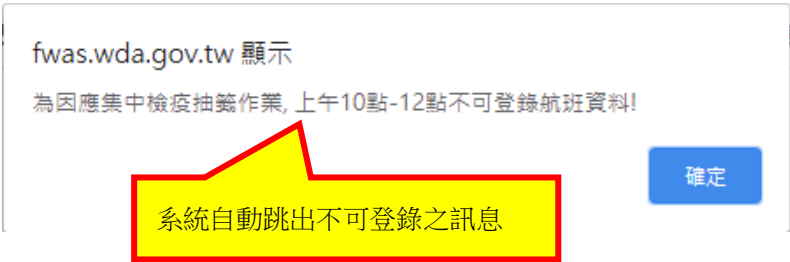 fwas.wda.gov.tw 顯示
為因應集中檢疫抽籤作業, 上午10點-12點不可登錄航班資料!
確定
系統自動跳出不可登錄之訊息